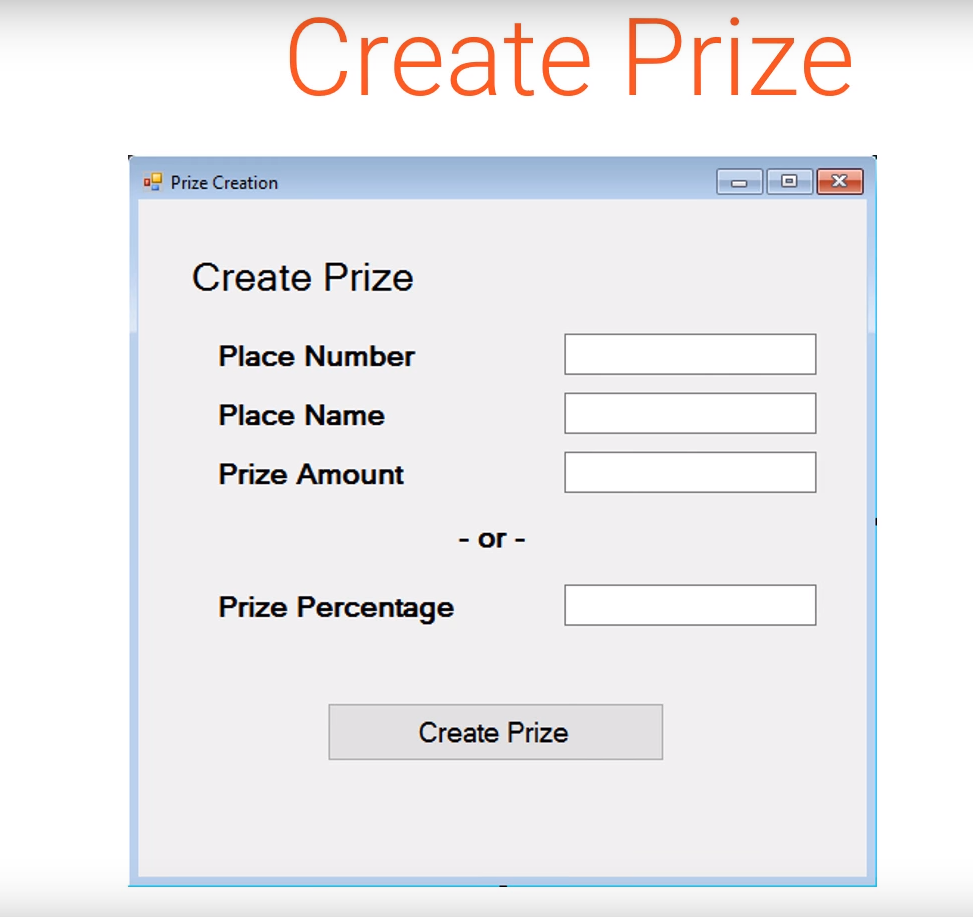 Create Prize
Prize Creation
Create Prize
Place Number
Place Name
Prize Amount
- or -
Prize Percentage
Create Prize